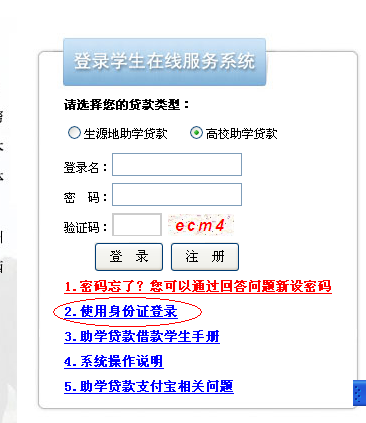 登录学生在线服务系统
请选择您的贷款类型：
生源地助学贷款 高校助学贷款
登录名：
密 码：
验证码： ecm4
登 录 注 册
1.密码忘了？您可以通过回答问题新设密码
2.使用身份证登录
3.助学贷款借款学生手册
4.系统操作说明
5.助学贷款支付宝相关问题